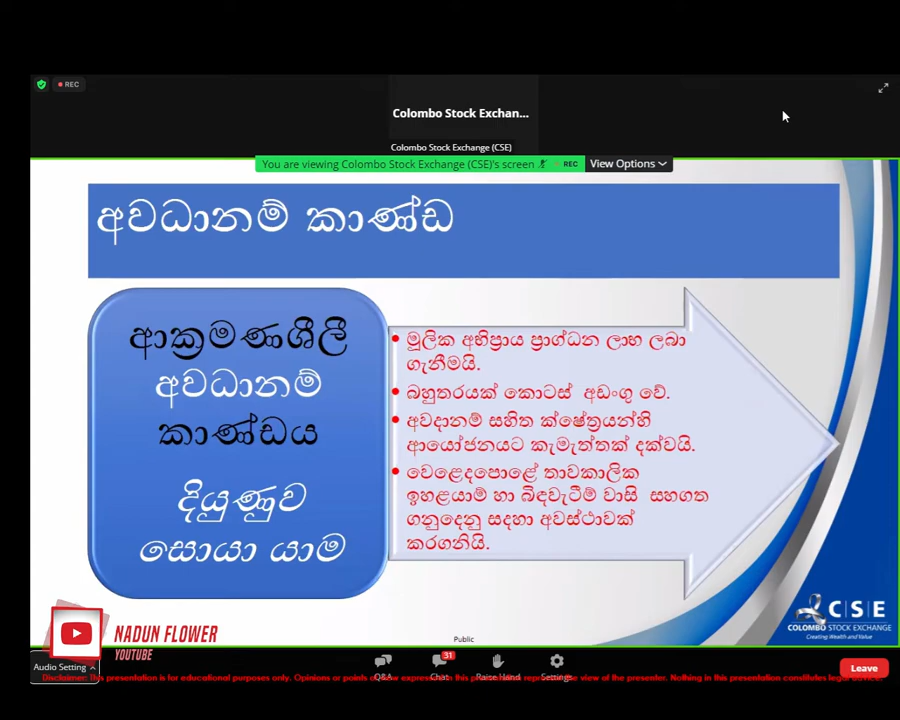 REC
Colombo Stock Exchan...
Colombo Stock Exchange (CSE)
You are viewing Colombo Stock Exchange (CSE)'s screen REC View Options
අවධානම් කාණ්ඩ
ආක්‍රමණශීලී
අවධානම්
කාණ්ඩය
දියුණුව
සොයා යාම
• මූලික අභිප්‍රාය ප්‍රාග්ධන ලාභ ලබා
ගැනීමයි.
• බහුතරයක් කොටස් අඩංගු වේ.
• අවදානම් සහිත ක්ෂේත්‍රයන්හි
ආයෝජනයට කැමැත්තක් දක්වයි.
• වෙළෙදපොළේ තාවකාලික
ඉහළයාම් හා බිඳවැටීම් වාසි සහගත
ගනුදෙනු සඳහා අවස්ථාවක්
කරගනියි.
CSE
COLOMBO STOCK EXCHANGE
Creating Wealth and Value
NADUN FLOWER
YOUTUBE
Public
Audio Setting
Q&A
31
Chat
Raise Hand
Settings
Leave
Disclaimer: This presentation is for educational purposes only. Opinions or points of view expressed in this presentation represent the view of the presenter. Nothing in this presentation constitutes legal